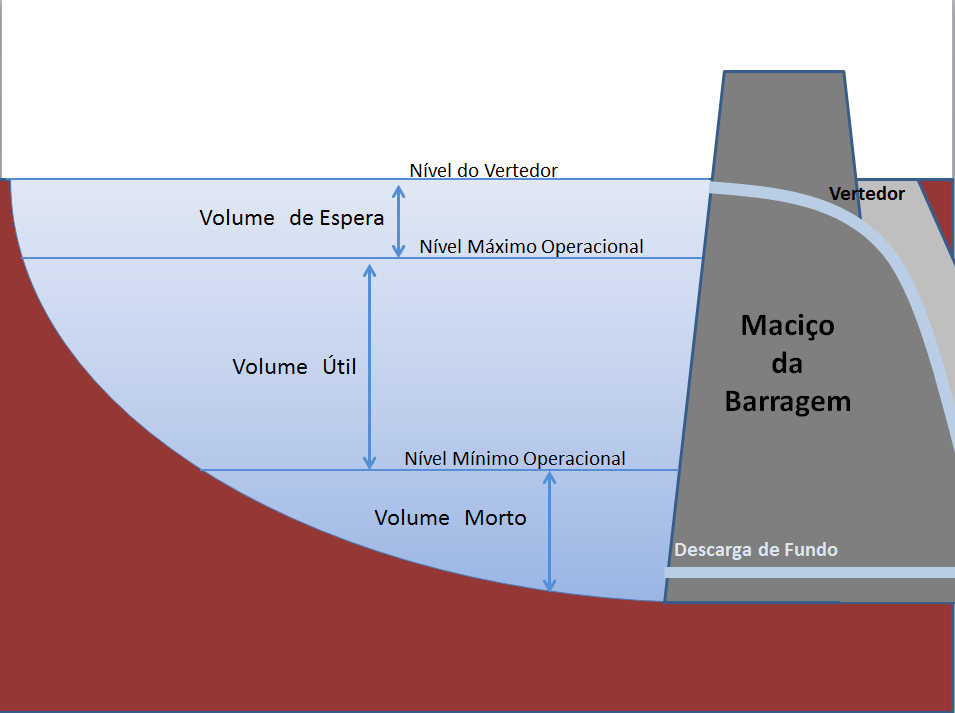 Nível do Vertedor
Vertedor
Volume de Espera
Nível Máximo Operacional
Maciço
da
Barragem
Volume Útil
Nível Mínimo Operacional
Volume Morto
Descarga de Fundo